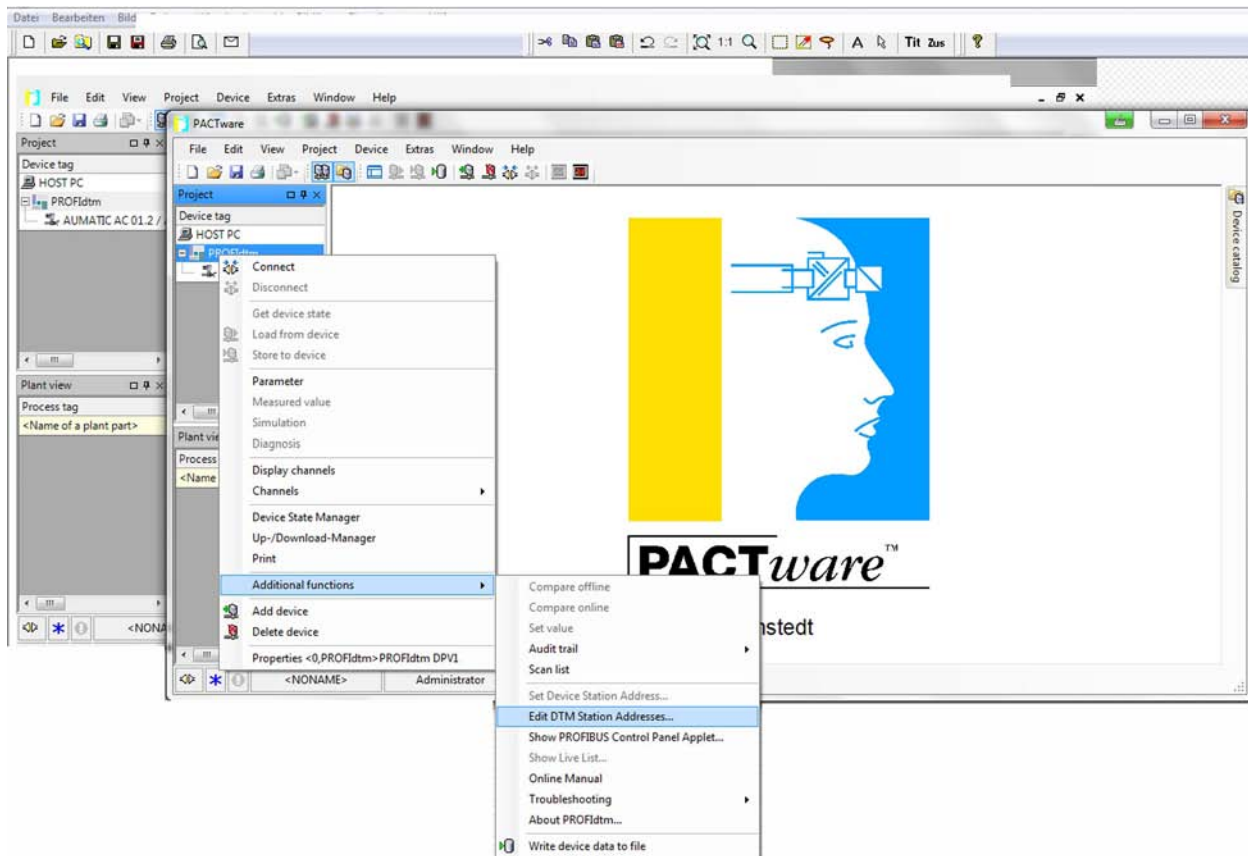 Datei Bearbeiten Bild
1:1 A Tit Zus
File Edit View Project Device Extras Window Help
Project
Device tag
HOST PC
PROFIdtm
AUMATIC AC 01.2 /
Plant view
Process tag
<Name of a plant part>
<NONA
PACTware
File Edit View Project Device Extras Window Help
Project
Device tag
HOST PC
PROFIdtm
Plant vie
Process
<Name
Connect
Disconnect
Get device state
Load from device
Store to device
Parameter
Measured value
Simulation
Diagnosis
Display channels
Channels
Device State Manager
Up-/Download-Manager
Print
Additional functions
Add device
Delete device
Properties <0,PROFIdtm>PROFIdtm DPV1
<NONAME> Administrator
Compare offline
Compare online
Set value
Audit trail
Scan list
Set Device Station Address...
Edit DTM Station Addresses...
Show PROFIBUS Control Panel Applet...
Show Live List...
Online Manual
Troubleshooting
About PROFIdtm...
Write device data to file
PACTware™
nstedt
Device catalog